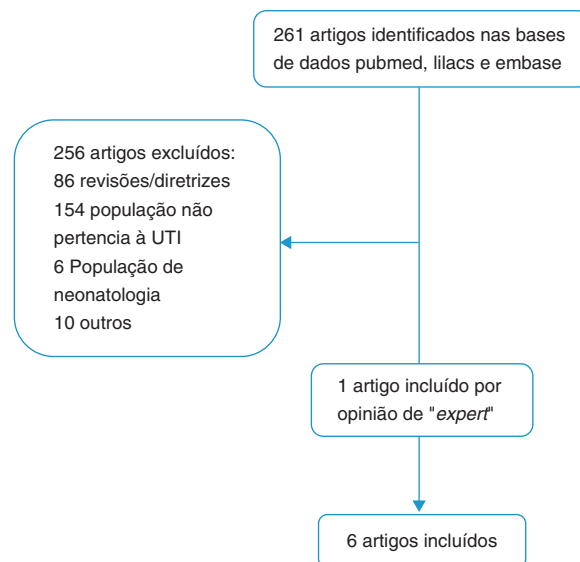 261 artigos identificados nas bases
de dados pubmed, lilacs e embase
256 artigos excluídos:
86 revisões/diretrizes
154 população não
pertencia à UTI
6 População de
neonatologia
10 outros
1 artigo incluído por
opinião de "expert"
6 artigos incluídos